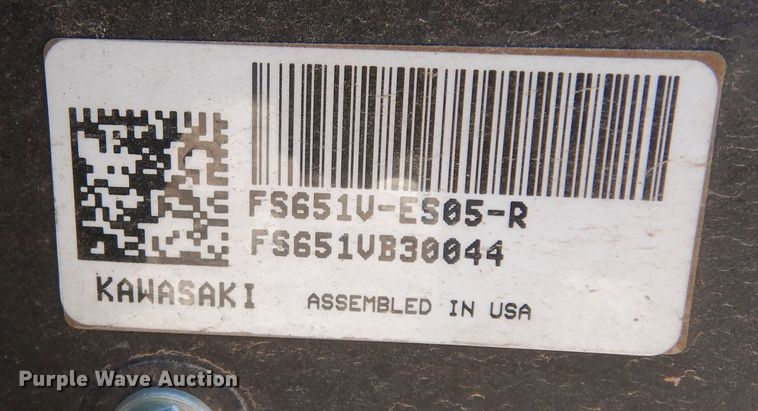 FS651V-ES05-R
FS651VB30044
KAWASAKI ASSEMBLED IN USA
Purple Wave Auction